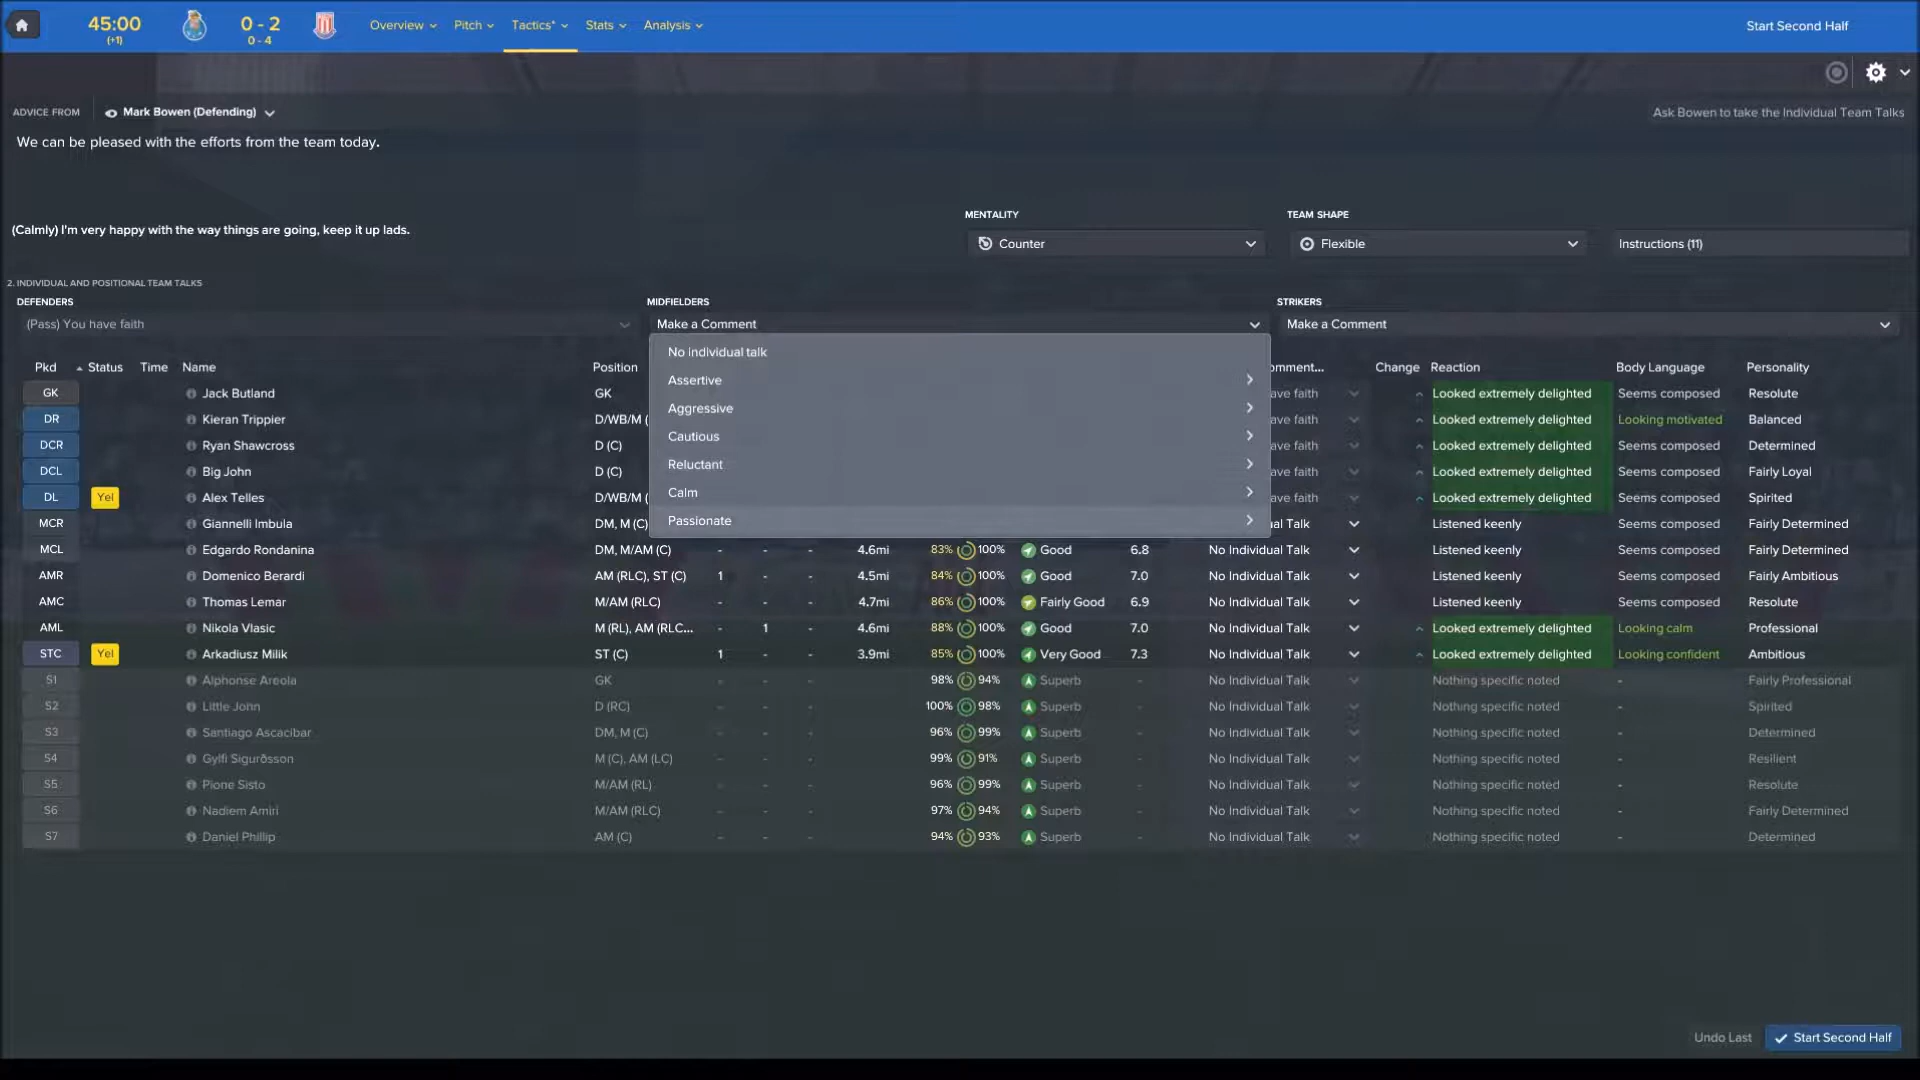 45:00
(+1)
0 - 2
0 - 4
Overview
Pitch
Tactics*
Stats
Analysis
Start Second Half
ADVICE FROM
Mark Bowen (Defending)
Ask Bowen to take the Individual Team Talks
We can be pleased with the efforts from the team today.
MENTALITY
TEAM SHAPE
(Calmly) I'm very happy with the way things are going, keep it up lads.
Counter
Flexible
Instructions (11)
2. INDIVIDUAL AND POSITIONAL TEAM TALKS
DEFENDERS
MIDFIELDERS
STRIKERS
(Pass) You have faith
Make a Comment
Make a Comment
No individual talk
Assertive
Aggressive
Cautious
Reluctant
Calm
Passionate
Pkd Status Time Name Position omment... Change Reaction Body Language Personality
GK Jack Butland GK ave faith Looked extremely delighted Seems composed Resolute
DR Kieran Trippier D/WB/M ( ave faith Looked extremely delighted Looking motivated Balanced
DCR Ryan Shawcross D (C) ave faith Looked extremely delighted Seems composed Determined
DCL Big John D (C) ave faith Looked extremely delighted Seems composed Fairly Loyal
DL Yel Alex Telles D/WB/M ( ave faith Looked extremely delighted Seems composed Spirited
MCR Giannelli Imbula DM, M (C) al Talk Listened keenly Seems composed Fairly Determined
MCL Edgardo Rondanina DM, M/AM (C) - - - 4.6mi 83% 100% Good 6.8 No Individual Talk Listened keenly Seems composed Fairly Determined
AMR Domenico Berardi AM (RLC), ST (C) 1 - - 4.5mi 84% 100% Good 7.0 No Individual Talk Listened keenly Seems composed Fairly Ambitious
AMC Thomas Lemar M/AM (RLC) - - - 4.7mi 86% 100% Fairly Good 6.9 No Individual Talk Listened keenly Seems composed Resolute
AML Nikola Vlasic M (RL), AM (RLC... - 1 - 4.6mi 88% 100% Good 7.0 No Individual Talk Looked extremely delighted Looking calm Professional
STC Yel Arkadiusz Milik ST (C) 1 - - 3.9mi 85% 100% Very Good 7.3 No Individual Talk Looked extremely delighted Looking confident Ambitious
S1 Alphonse Areola GK - - - 98% 94% Superb - No Individual Talk Nothing specific noted - Fairly Professional
S2 Little John D (RC) - - - 100% 98% Superb - No Individual Talk Nothing specific noted - Spirited
S3 Santiago Ascacibar DM, M (C) - - - 96% 99% Superb - No Individual Talk Nothing specific noted - Determined
S4 Gylfi Sigurðsson M (C), AM (LC) - - - 99% 91% Superb - No Individual Talk Nothing specific noted - Resilient
S5 Pione Sisto M/AM (RL) - - - 96% 99% Superb - No Individual Talk Nothing specific noted - Resolute
S6 Nadiem Amiri M/AM (RLC) - - - 97% 94% Superb - No Individual Talk Nothing specific noted - Fairly Determined
S7 Daniel Phillip AM (C) - - - 94% 93% Superb - No Individual Talk Nothing specific noted - Determined
Undo Last
Start Second Half